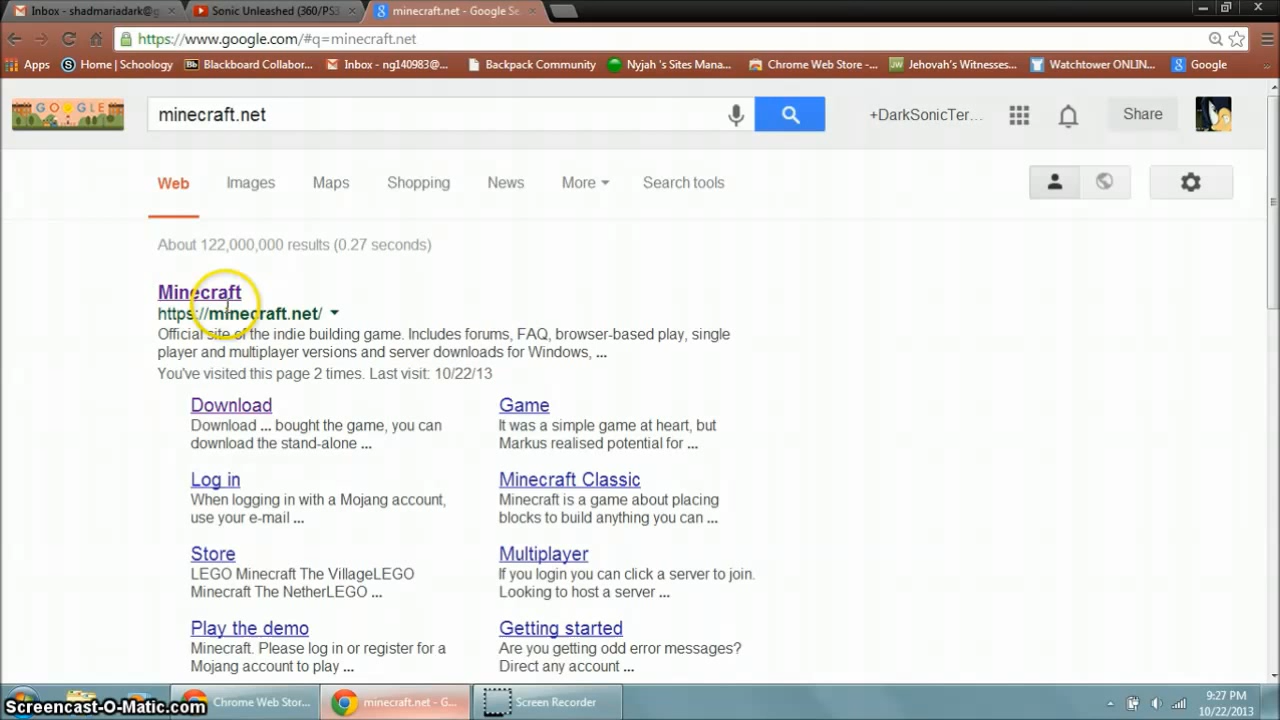 Inbox - shadmariadark@g
Sonic Unleashed (360/PS3
minecraft.net - Google Se
https://www.google.com/#q=minecraft.net
Apps Home | Schoology Blackboard Collabor... Inbox - ng140983@... Backpack Community Nyjah 's Sites Mana... Chrome Web Store -... Jehovah's Witnesses... Watchtower ONLIN... Google
GOOGLE minecraft.net +DarkSonicTer... Share
Web Images Maps Shopping News More Search tools
About 122,000,000 results (0.27 seconds)
Minecraft
https://minecraft.net/
Official site of the indie building game. Includes forums, FAQ, browser-based play, single
player and multiplayer versions and server downloads for Windows, ...
You've visited this page 2 times. Last visit: 10/22/13
Download
Download ... bought the game, you can
download the stand-alone ...
Game
It was a simple game at heart, but
Markus realised potential for ...
Log in
When logging in with a Mojang account,
use your e-mail ...
Minecraft Classic
Minecraft is a game about placing
blocks to build anything you can ...
Store
LEGO Minecraft The VillageLEGO
Minecraft The NetherLEGO ...
Multiplayer
If you login you can click a server to join.
Looking to host a server ...
Play the demo
Minecraft. Please log in or register for a
Mojang account to play ...
Getting started
Are you getting odd error messages?
Direct any account ...
Chrome Web Stor... minecraft.net - G... Screen Recorder
9:27 PM
10/22/2013
Screencast-O-Matic.com